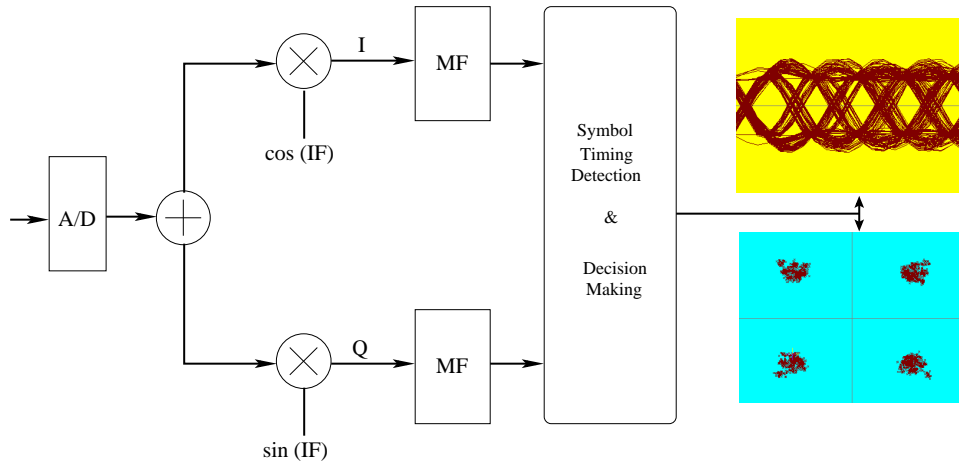 I
MF
cos (IF)
A/D
Symbol
Timing
Detection
&
Decision
Making
Q
MF
sin (IF)